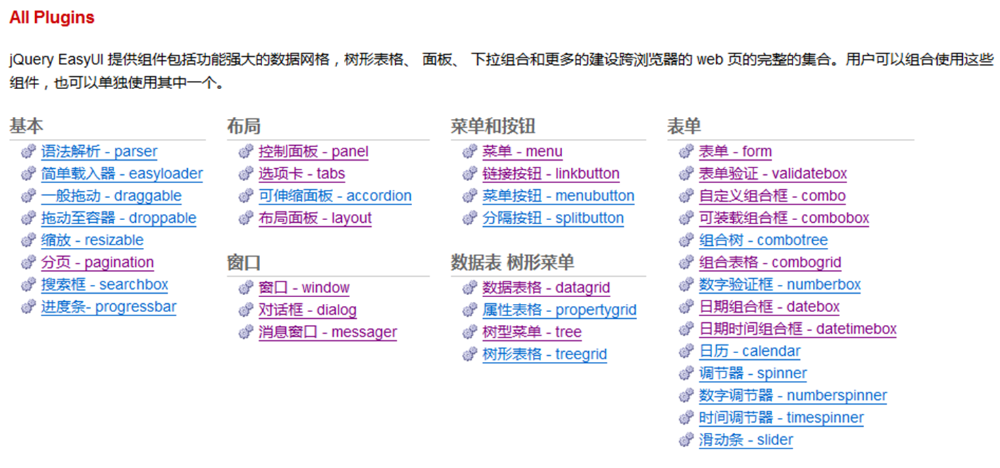 All Plugins
jQuery EasyUI 提供组件包括功能强大的数据网格，树形表格、 面板、 下拉组合和更多的建设跨浏览器的 web 页的完整的集合。用户可以组合使用这些
组件，也可以单独使用其中一个。
基本
语法解析 - parser
简单载入器 - easyloader
一般拖动 - draggable
拖动至容器 - droppable
缩放 - resizable
分页 - pagination
搜索框 - searchbox
进度条- progressbar
布局
控制面板 - panel
选项卡 - tabs
可伸缩面板 - accordion
布局面板 - layout
窗口
窗口 - window
对话框 - dialog
消息窗口 - messager
菜单和按钮
菜单 - menu
链接按钮 - linkbutton
菜单按钮 - menubutton
分隔按钮 - splitbutton
数据表 树形菜单
数据表格 - datagrid
属性表格 - propertygrid
树型菜单 - tree
树形表格 - treegrid
表单
表单 - form
表单验证 - validatebox
自定义组合框 - combo
可装载组合框 - combobox
组合树 - combotree
组合表格 - combogrid
数字验证框 - numberbox
日期组合框 - datebox
日期时间组合框 - datetimebox
日历 - calendar
调节器 - spinner
数字调节器 - numberspinner
时间调节器 - timespinner
滑动条 - slider